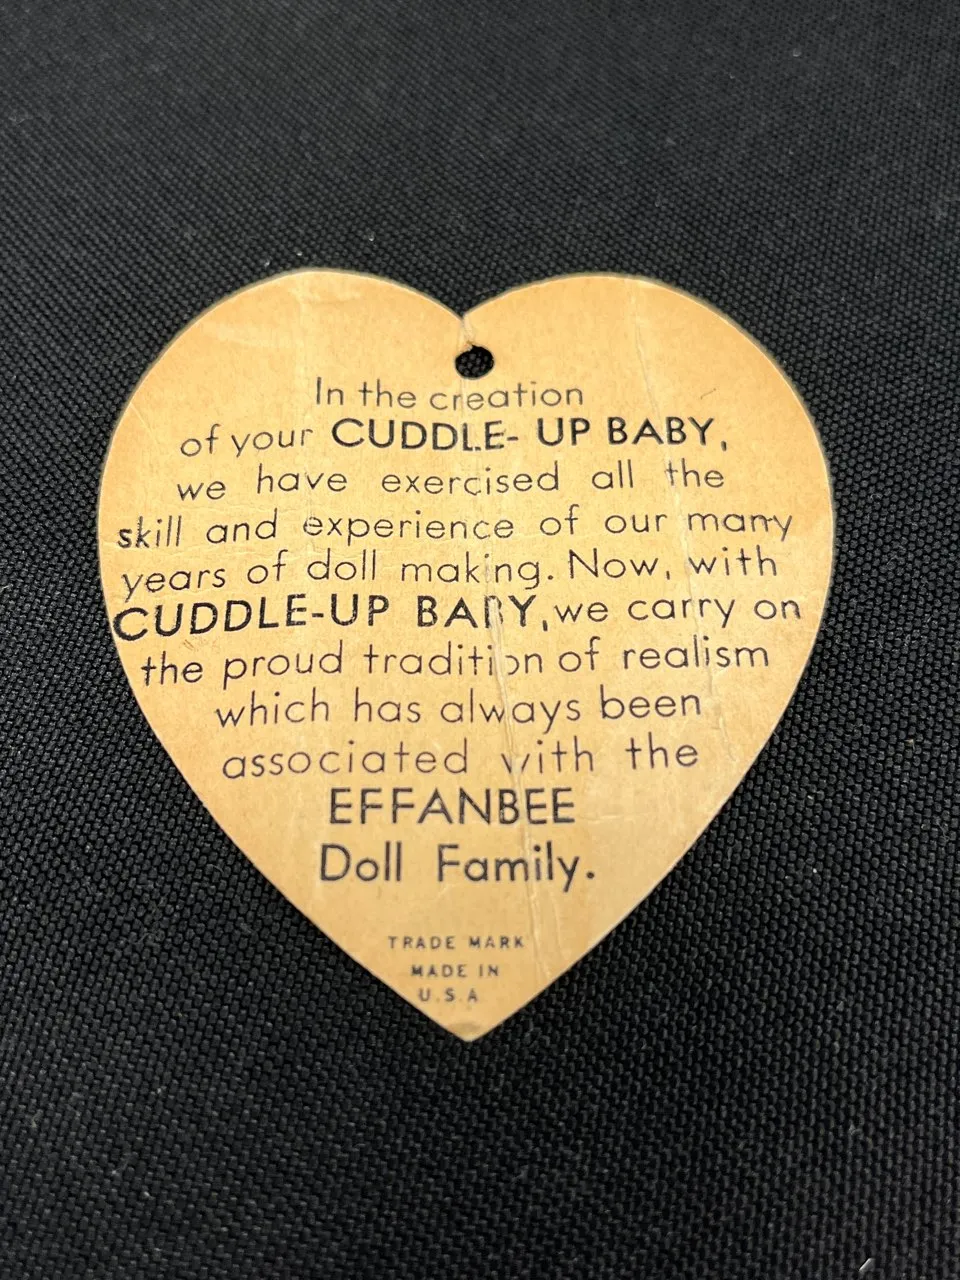 In the creation
of your CUDDLE- UP BABY,
we have exercised all the
skill and experience of our many
years of doll making. Now, with
CUDDLE-UP BABY, we carry on
the proud tradition of realism
which has always been
associated with the
EFFANBEE
Doll Family.
TRADE MARK
MADE IN
U.S.A